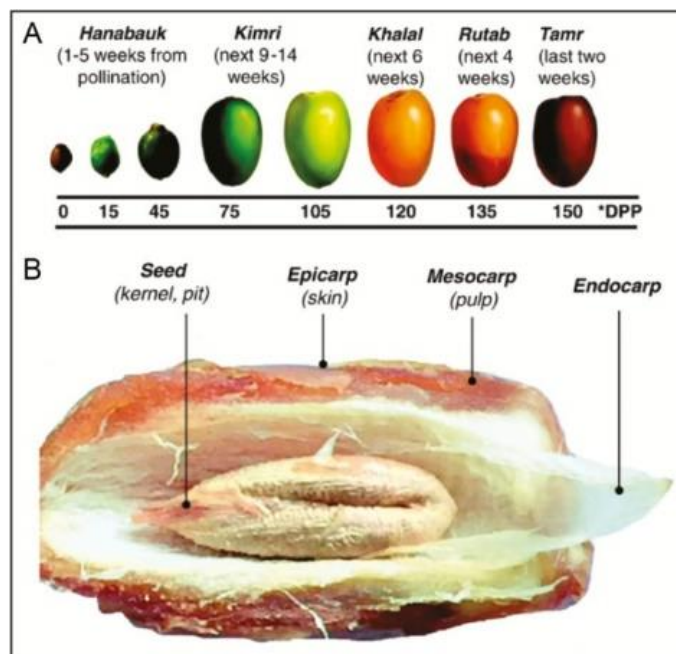 A
Hanabauk
(1-5 weeks from
pollination)
Kimri
(next 9-14
weeks)
Khalal
(next 6
weeks)
Rutab
(next 4
weeks)
Tamr
(last two
weeks)
0 15 45 75 105 120 135 150 *DPP
B
Seed
(kernel, pit)
Epicarp
(skin)
Mesocarp
(pulp)
Endocarp